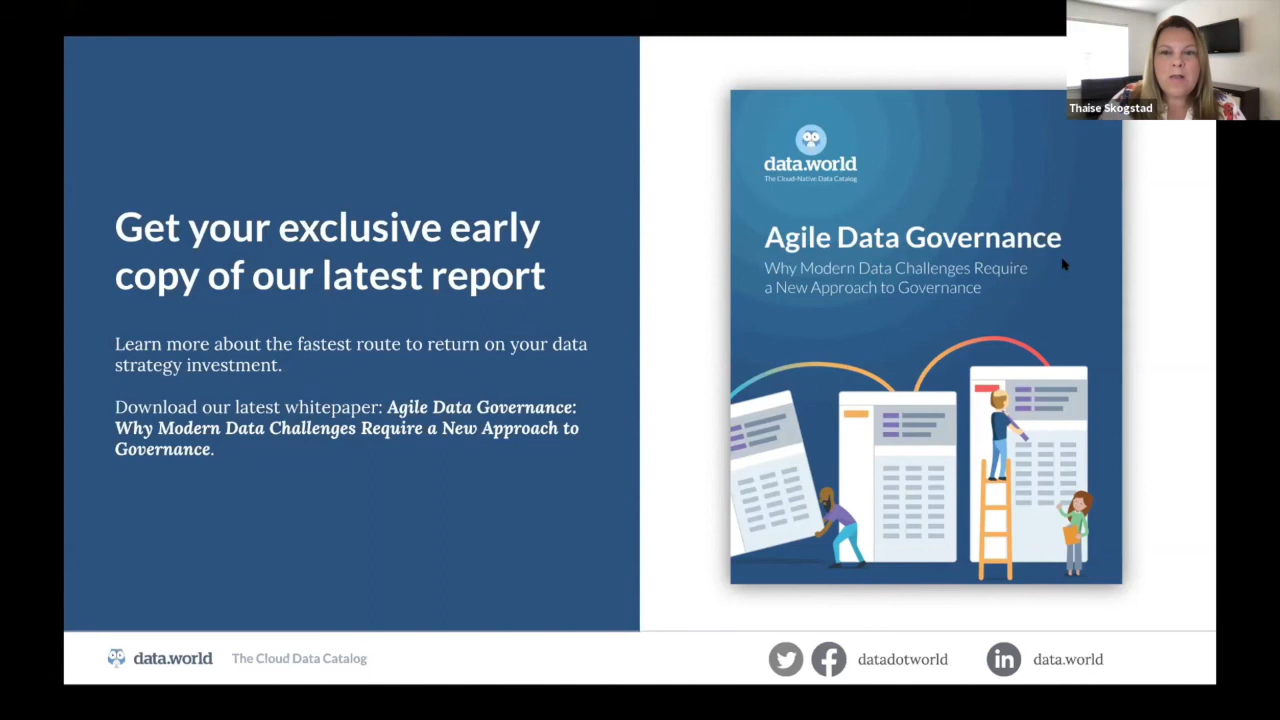 Thaise Skogstad
Get your exclusive early
copy of our latest report
Learn more about the fastest route to return on your data
strategy investment.
Download our latest whitepaper: Agile Data Governance:
Why Modern Data Challenges Require a New Approach to
Governance.
data.world
The Cloud-Native Data Catalog
Agile Data Governance
Why Modern Data Challenges Require
a New Approach to Governance
data.world The Cloud Data Catalog
datadotworld
in data.world